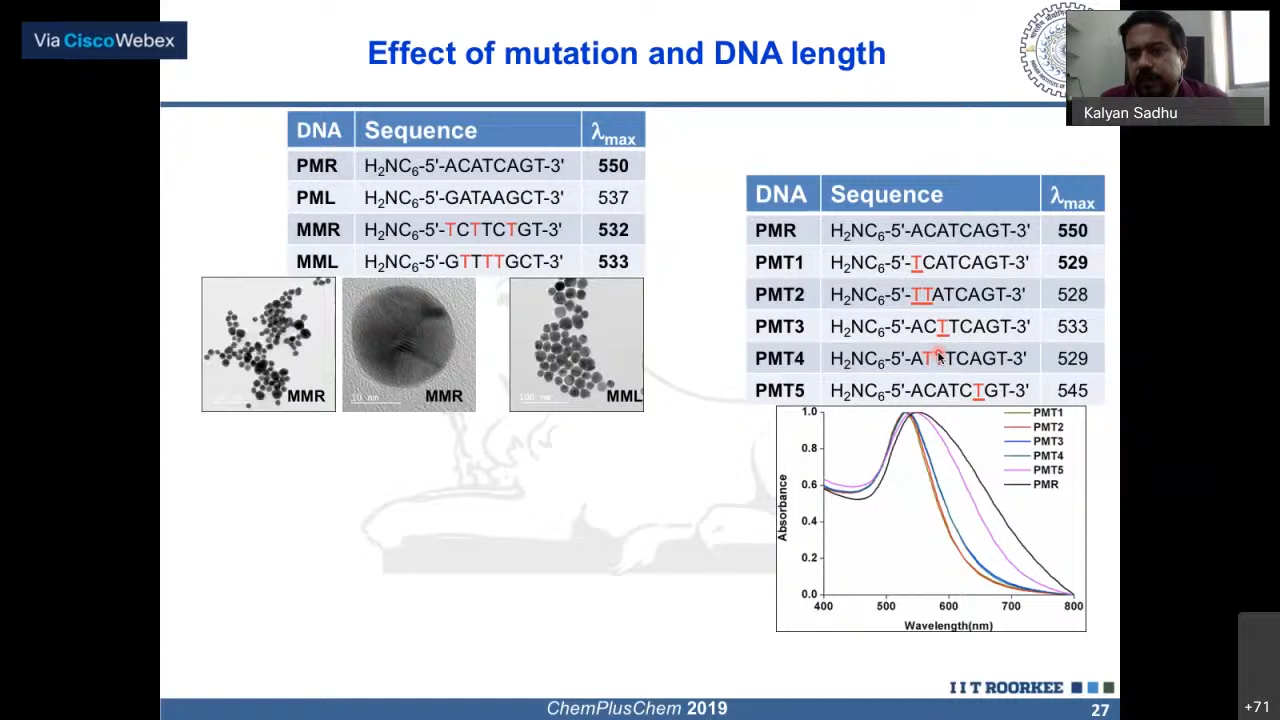 Via CiscoWebex
Effect of mutation and DNA length
Kalyan Sadhu
DNA Sequence λmax
PMR H2NC6-5'-ACATCAGT-3' 550
PML H2NC6-5'-GATAAGCT-3' 537
MMR H2NC6-5'-TCTTCTGT-3' 532
MML H2NC6-5'-GTTTTGCT-3' 533
MMR
10 nm
MMR
100 nm
MML
DNA Sequence λmax
PMR H2NC6-5'-ACATCAGT-3' 550
PMT1 H2NC6-5'-TCATCAGT-3' 529
PMT2 H2NC6-5'-TTATCAGT-3' 528
PMT3 H2NC6-5'-ACTTCAGT-3' 533
PMT4 H2NC6-5'-ATTTCAGT-3' 529
PMT5 H2NC6-5'-ACATCTGT-3' 545
PMT1
PMT2
PMT3
PMT4
PMT5
PMR
1.0
0.8
0.6
0.4
0.2
0.0
Absorbance
400 500 600 700 800
Wavelength(nm)
I I T ROORKEE
ChemPlusChem 2019
27
+71